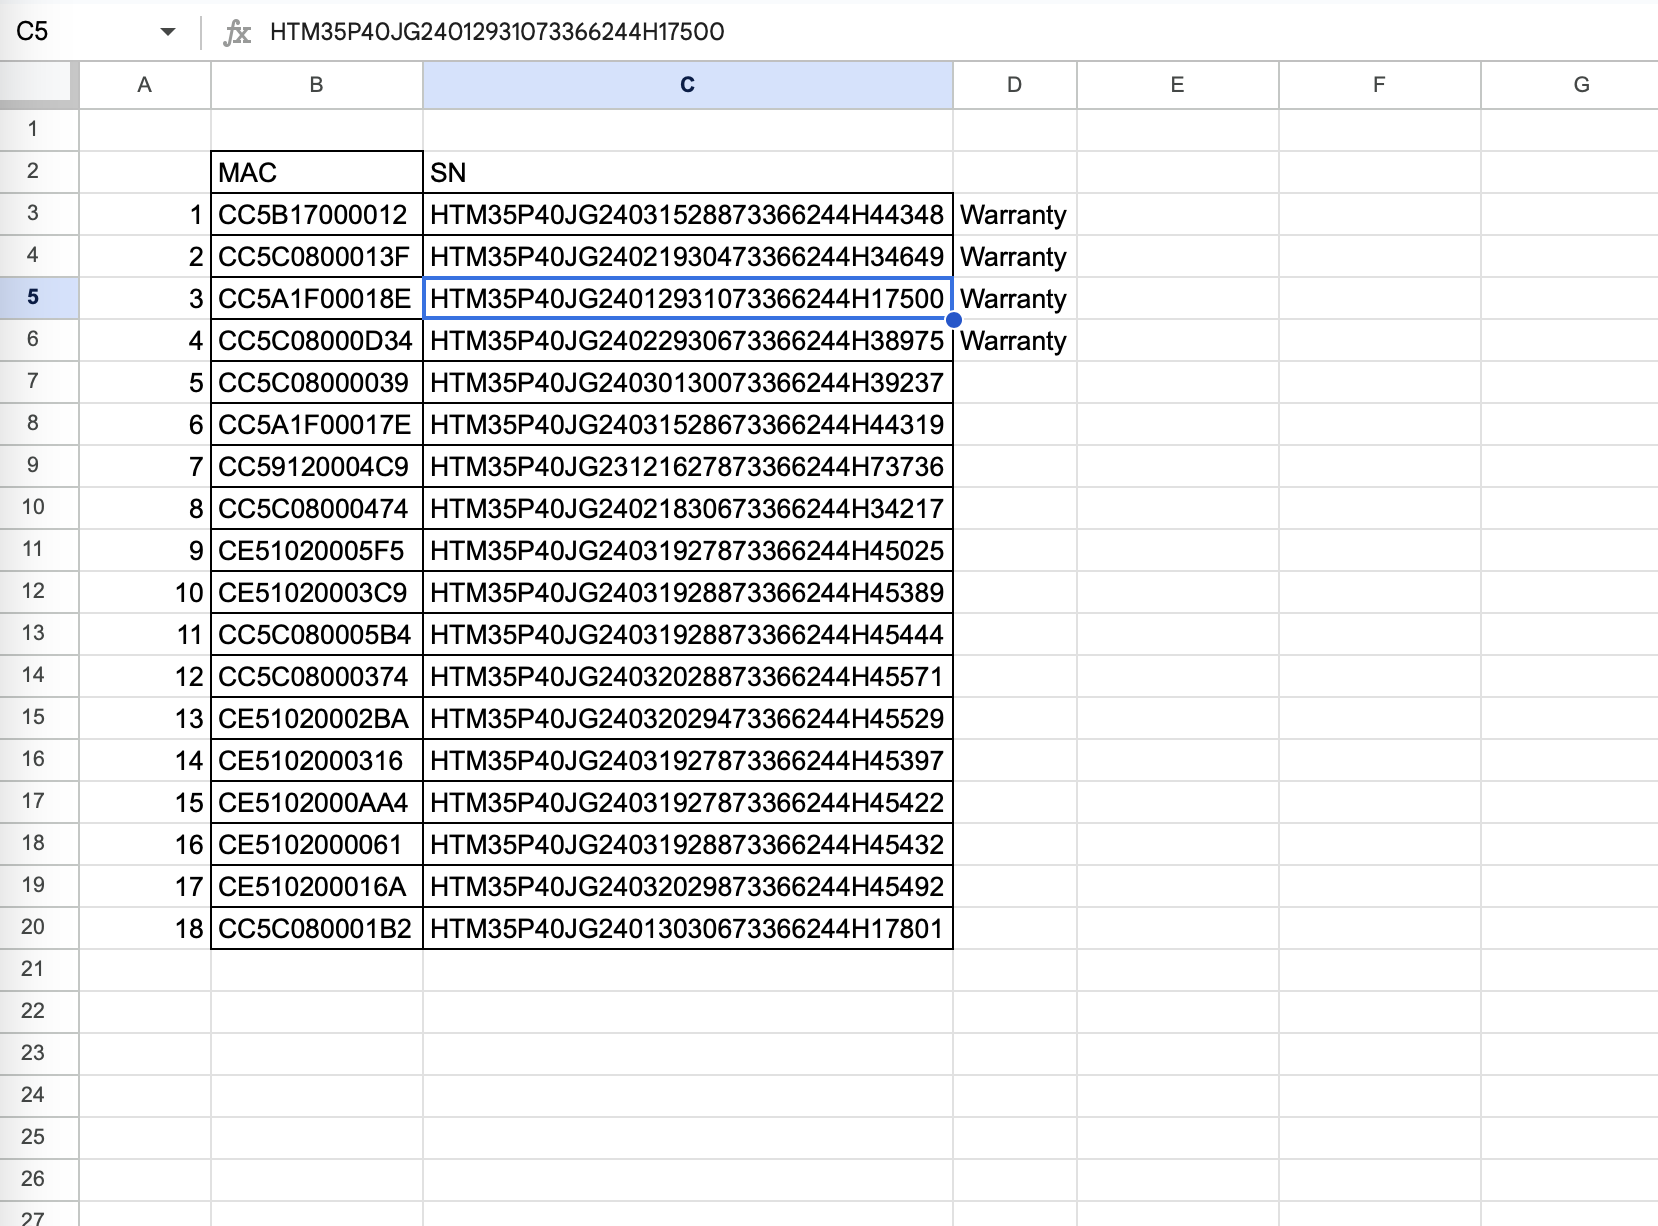 C5 fx HTM35P40JG24012931073366244H17500
A B C D E F G
1
2 MAC SN
3 1 CC5B17000012 HTM35P40JG24031528873366244H44348 Warranty
4 2 CC5C0800013F HTM35P40JG24021930473366244H34649 Warranty
5 3 CC5A1F00018E HTM35P40JG24012931073366244H17500 Warranty
6 4 CC5C08000D34 HTM35P40JG24022930673366244H38975 Warranty
7 5 CC5C08000039 HTM35P40JG24030130073366244H39237
8 6 CC5A1F00017E HTM35P40JG24031528673366244H44319
9 7 CC59120004C9 HTM35P40JG23121627873366244H73736
10 8 CC5C08000474 HTM35P40JG24021830673366244H34217
11 9 CE51020005F5 HTM35P40JG24031927873366244H45025
12 10 CE51020003C9 HTM35P40JG24031928873366244H45389
13 11 CC5C080005B4 HTM35P40JG24031928873366244H45444
14 12 CC5C08000374 HTM35P40JG24032028873366244H45571
15 13 CE51020002BA HTM35P40JG24032029473366244H45529
16 14 CE5102000316 HTM35P40JG24031927873366244H45397
17 15 CE5102000AA4 HTM35P40JG24031927873366244H45422
18 16 CE5102000061 HTM35P40JG24031928873366244H45432
19 17 CE510200016A HTM35P40JG24032029873366244H45492
20 18 CC5C080001B2 HTM35P40JG24013030673366244H17801
21
22
23
24
25
26
27